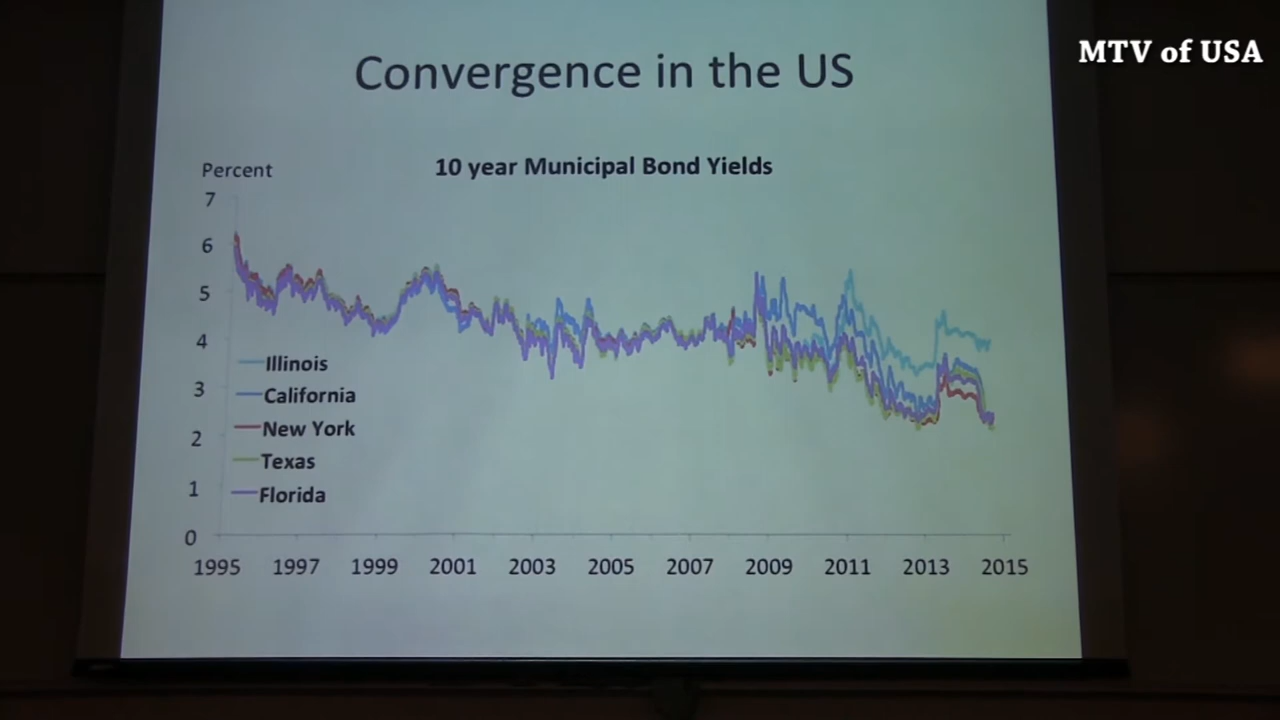 MTV of USA
Convergence in the US
10 year Municipal Bond Yields
Percent
7
6
5
4
3
2
1
0
Illinois
California
New York
Texas
Florida
1995 1997 1999 2001 2003 2005 2007 2009 2011 2013 2015